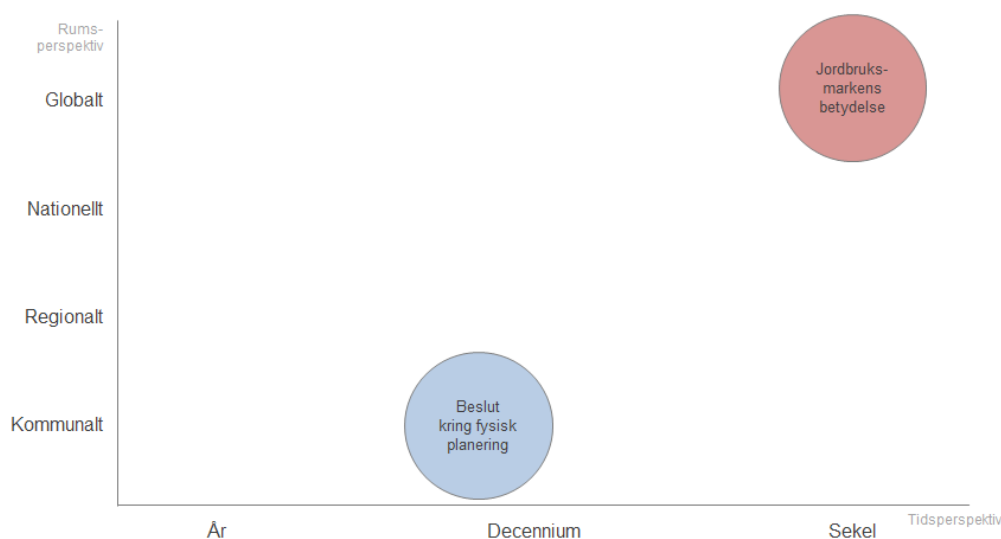 Rums-
perspektiv
Globalt
Nationellt
Regionalt
Kommunalt
Jordbruks-
markens
betydelse
Beslut
kring fysisk
planering
År
Decennium
Sekel
Tidsperspektiv